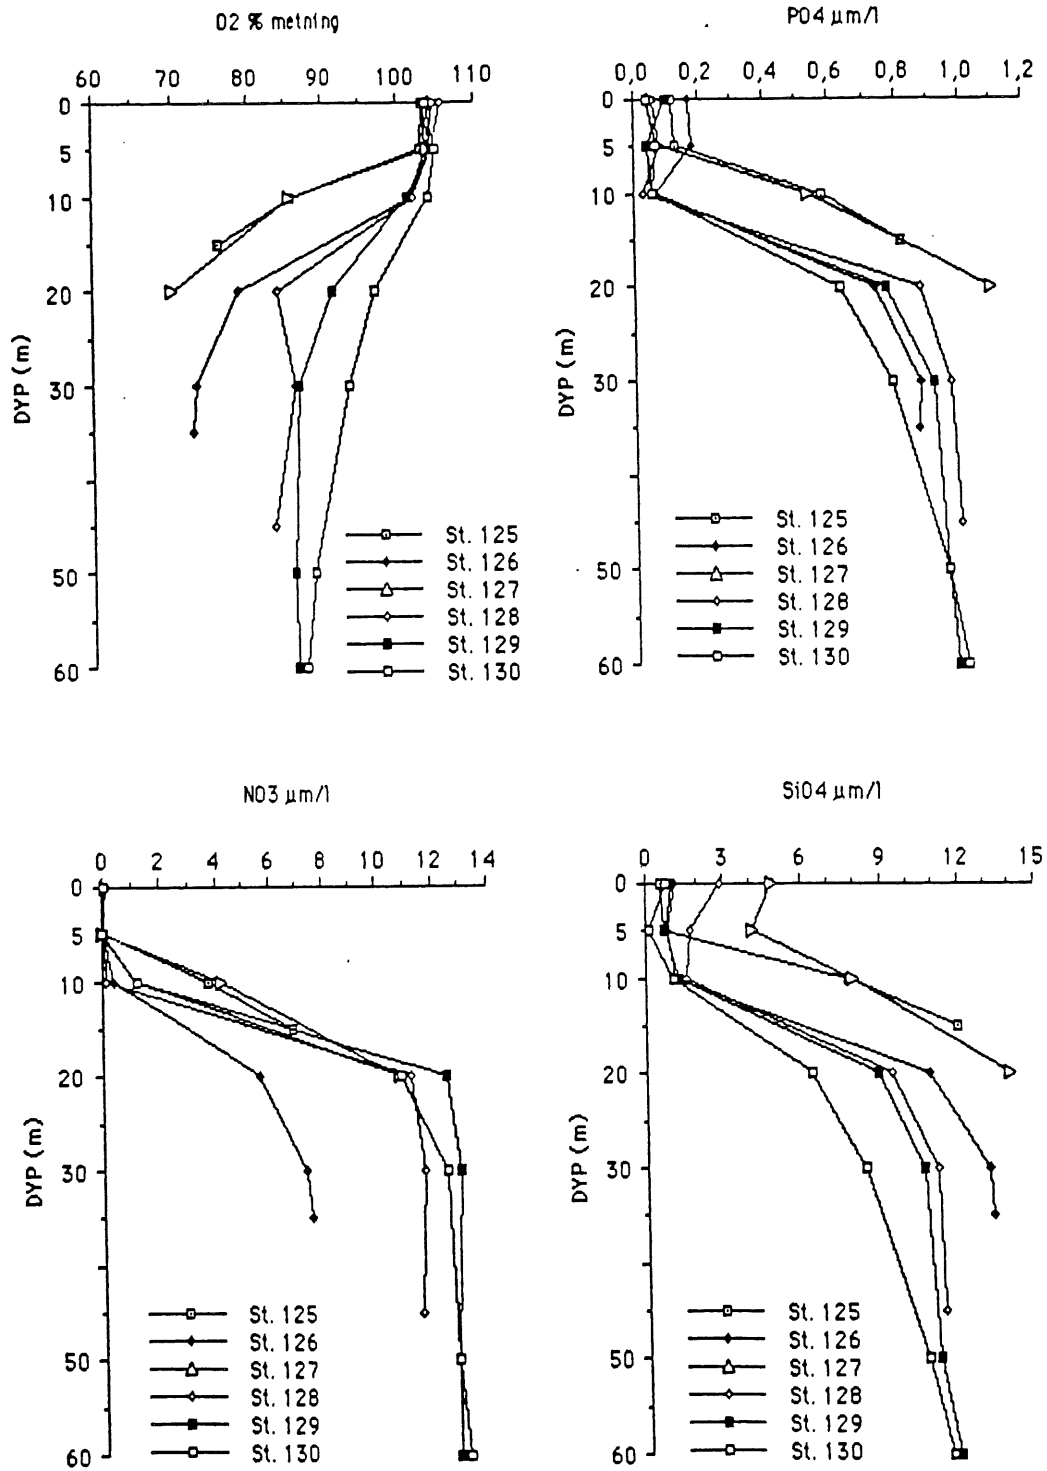 O2 % metning
60 70 80 90 100 110
0
5
10
20
30
50
60
DYP (m)
St. 125
St. 126
St. 127
St. 128
St. 129
St. 130
PO4 µm/l
0,0 0,2 0,4 0,6 0,8 1,0 1,2
0
5
10
20
30
50
60
DYP (m)
St. 125
St. 126
St. 127
St. 128
St. 129
St. 130
NO3 µm/l
0 2 4 6 8 10 12 14
0
5
10
20
30
50
60
DYP (m)
St. 125
St. 126
St. 127
St. 128
St. 129
St. 130
SiO4 µm/l
0 3 6 9 12 15
0
5
10
20
30
50
60
DYP (m)
St. 125
St. 126
St. 127
St. 128
St. 129
St. 130